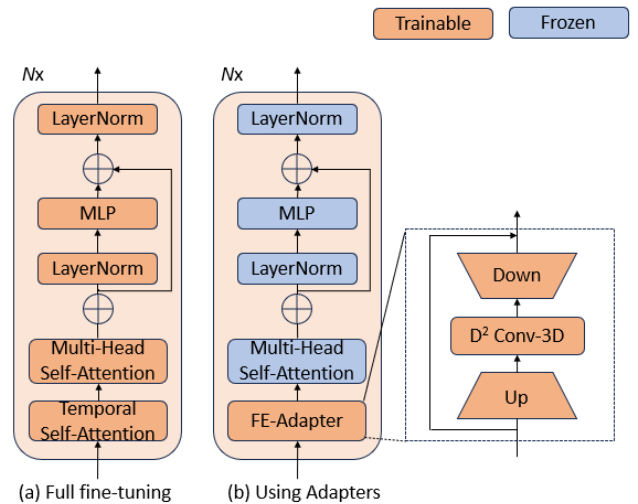 Trainable
Frozen
Nx
LayerNorm
MLP
LayerNorm
Multi-Head
Self-Attention
Temporal
Self-Attention
(a) Full fine-tuning
Nx
LayerNorm
MLP
LayerNorm
Multi-Head
Self-Attention
FE-Adapter
(b) Using Adapters
Down
D² Conv-3D
Up